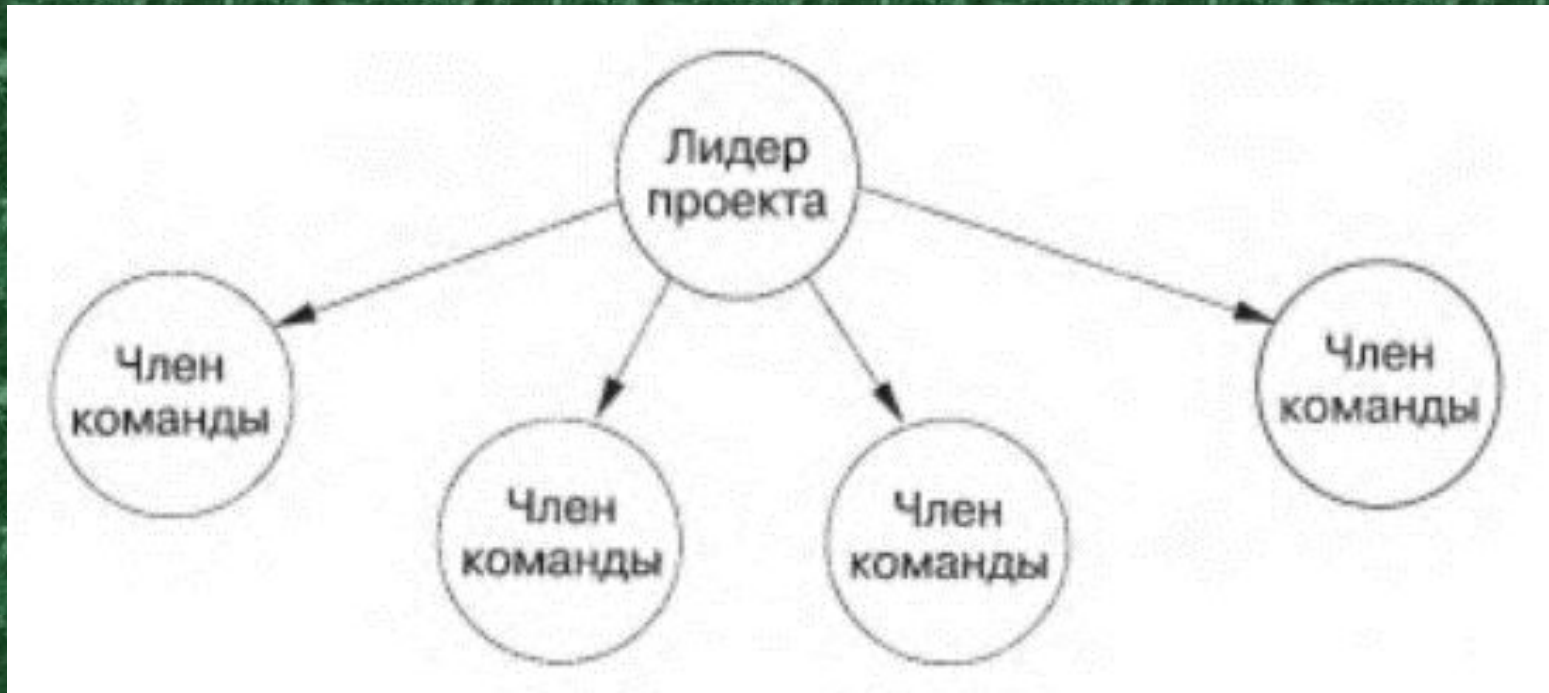 Лидер
проекта
Член
команды
Член
команды
Член
команды
Член
команды